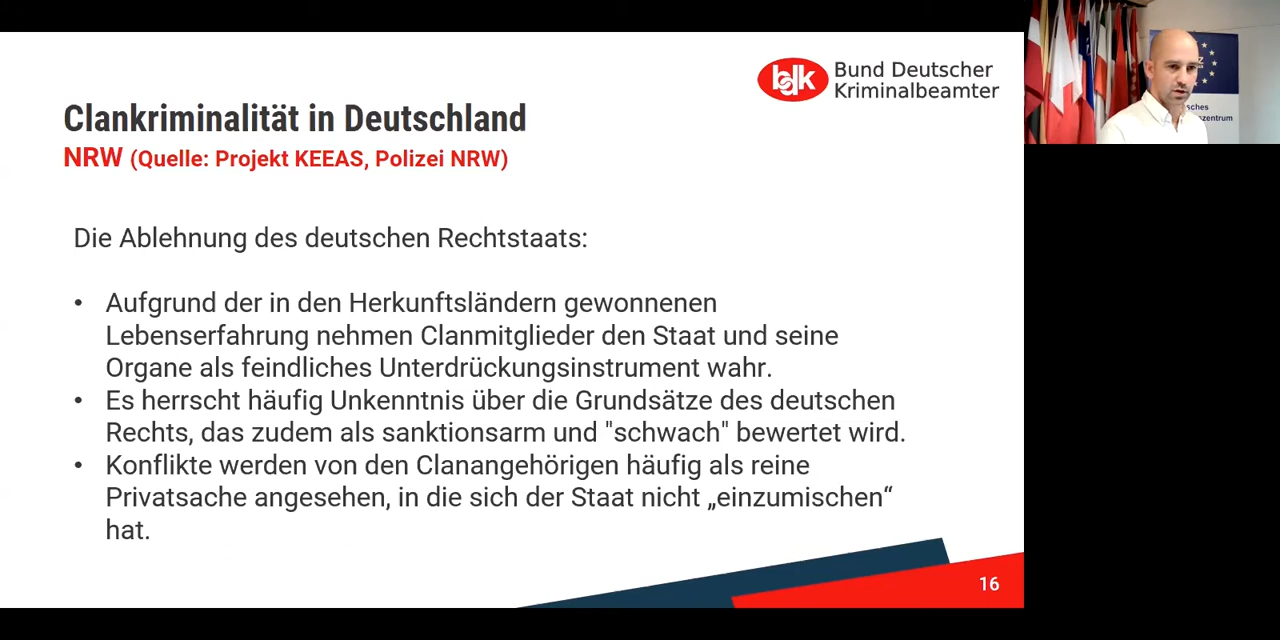 bdk Bund Deutscher
Kriminalbeamter
Clankriminalität in Deutschland
NRW (Quelle: Projekt KEEAS, Polizei NRW)
Die Ablehnung des deutschen Rechtstaats:
• Aufgrund der in den Herkunftsländern gewonnenen
Lebenserfahrung nehmen Clanmitglieder den Staat und seine
Organe als feindliches Unterdrückungsinstrument wahr.
• Es herrscht häufig Unkenntnis über die Grundsätze des deutschen
Rechts, das zudem als sanktionsarm und "schwach" bewertet wird.
• Konflikte werden von den Clanangehörigen häufig als reine
Privatsache angesehen, in die sich der Staat nicht „einzumischen“
hat.
16